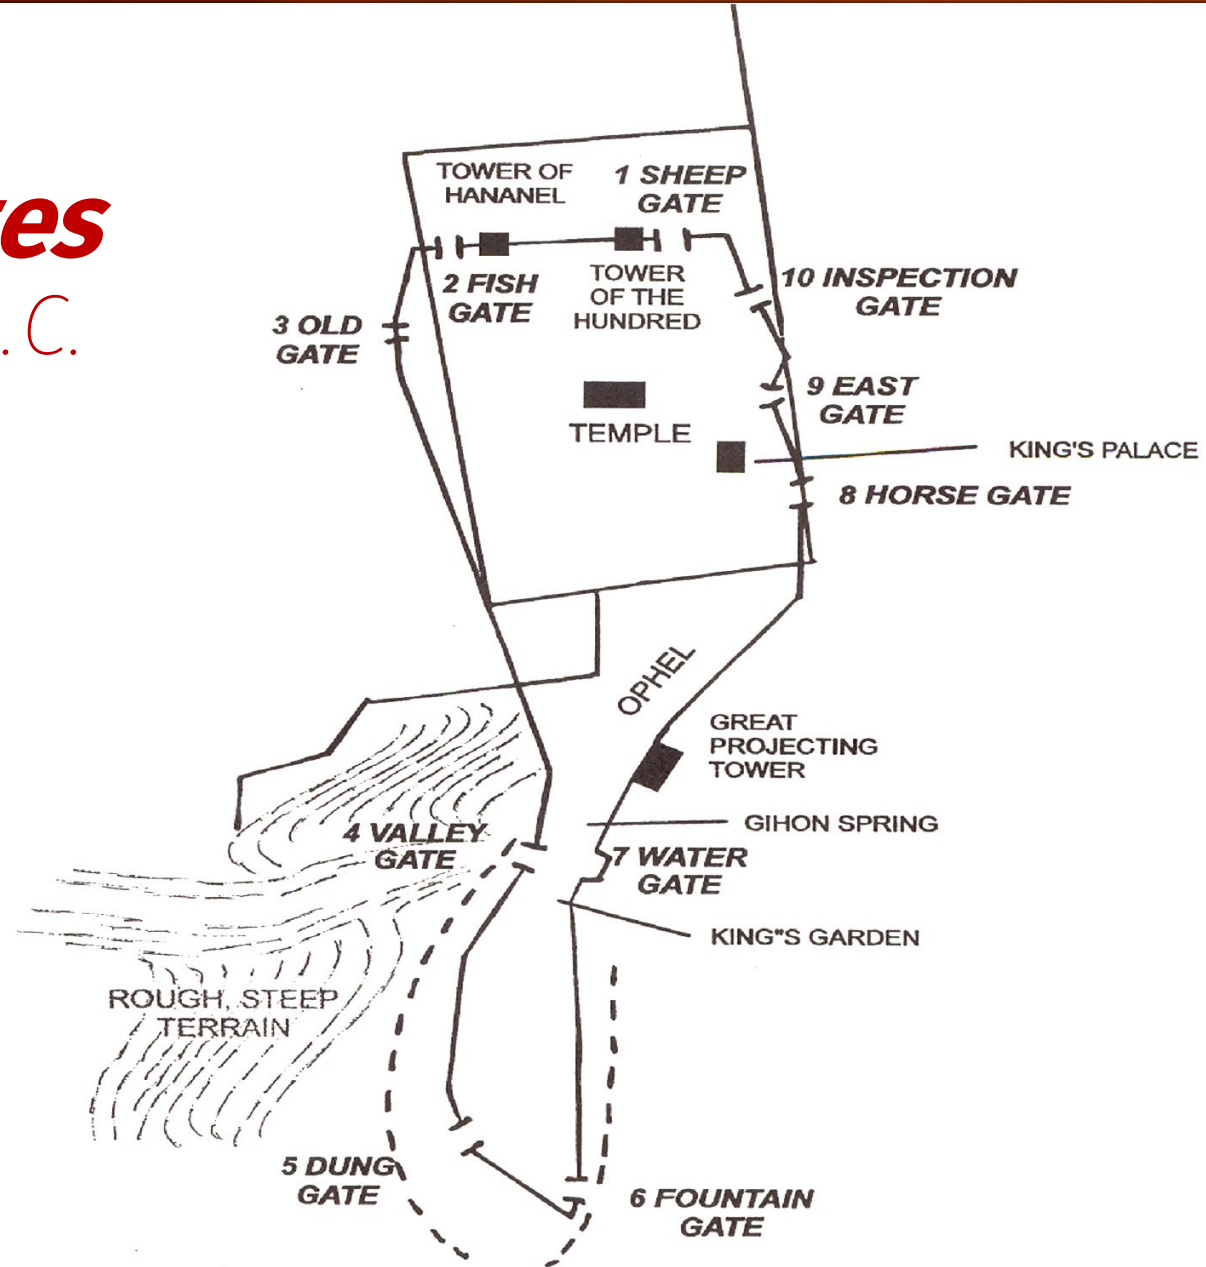 TOWER OF
HANANEL
1 SHEEP
GATE
2 FISH
GATE
TOWER
OF THE
HUNDRED
10 INSPECTION
GATE
3 OLD
GATE
9 EAST
GATE
TEMPLE
KING'S PALACE
8 HORSE GATE
OPHEL
GREAT
PROJECTING
TOWER
GIHON SPRING
4 VALLEY
GATE
7 WATER
GATE
KING"S GARDEN
ROUGH, STEEP
TERRAIN
5 DUNG
GATE
6 FOUNTAIN
GATE
. C.